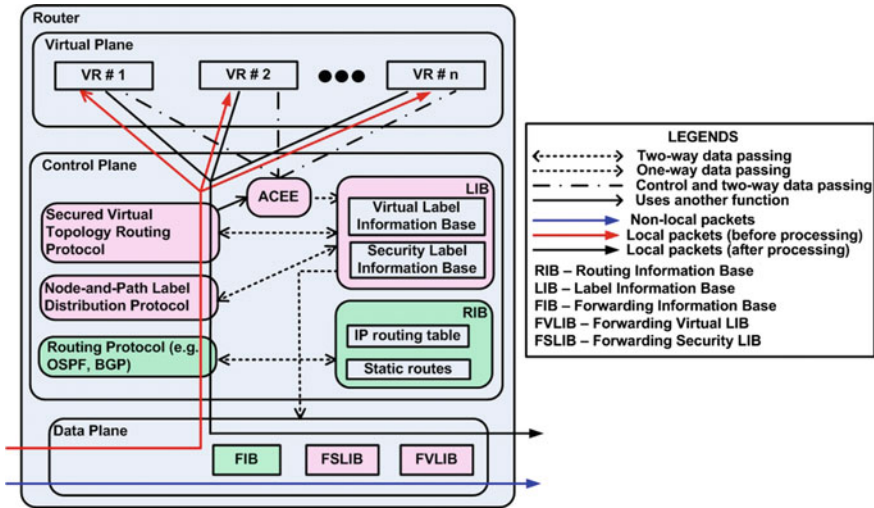 Router
Virtual Plane
VR # 1
VR # 2
VR # n
Control Plane
ACEE
LIB
Virtual Label
Information Base
Security Label
Information Base
Secured Virtual
Topology Routing
Protocol
Node-and-Path Label
Distribution Protocol
Routing Protocol (e.g.
OSPF, BGP)
RIB
IP routing table
Static routes
Data Plane
FIB
FSLIB
FVLIB
LEGENDS
Two-way data passing
One-way data passing
Control and two-way data passing
Uses another function
Non-local packets
Local packets (before processing)
Local packets (after processing)
RIB – Routing Information Base
LIB – Label Information Base
FIB – Forwarding Information Base
FVLIB – Forwarding Virtual LIB
FSLIB – Forwarding Security LIB